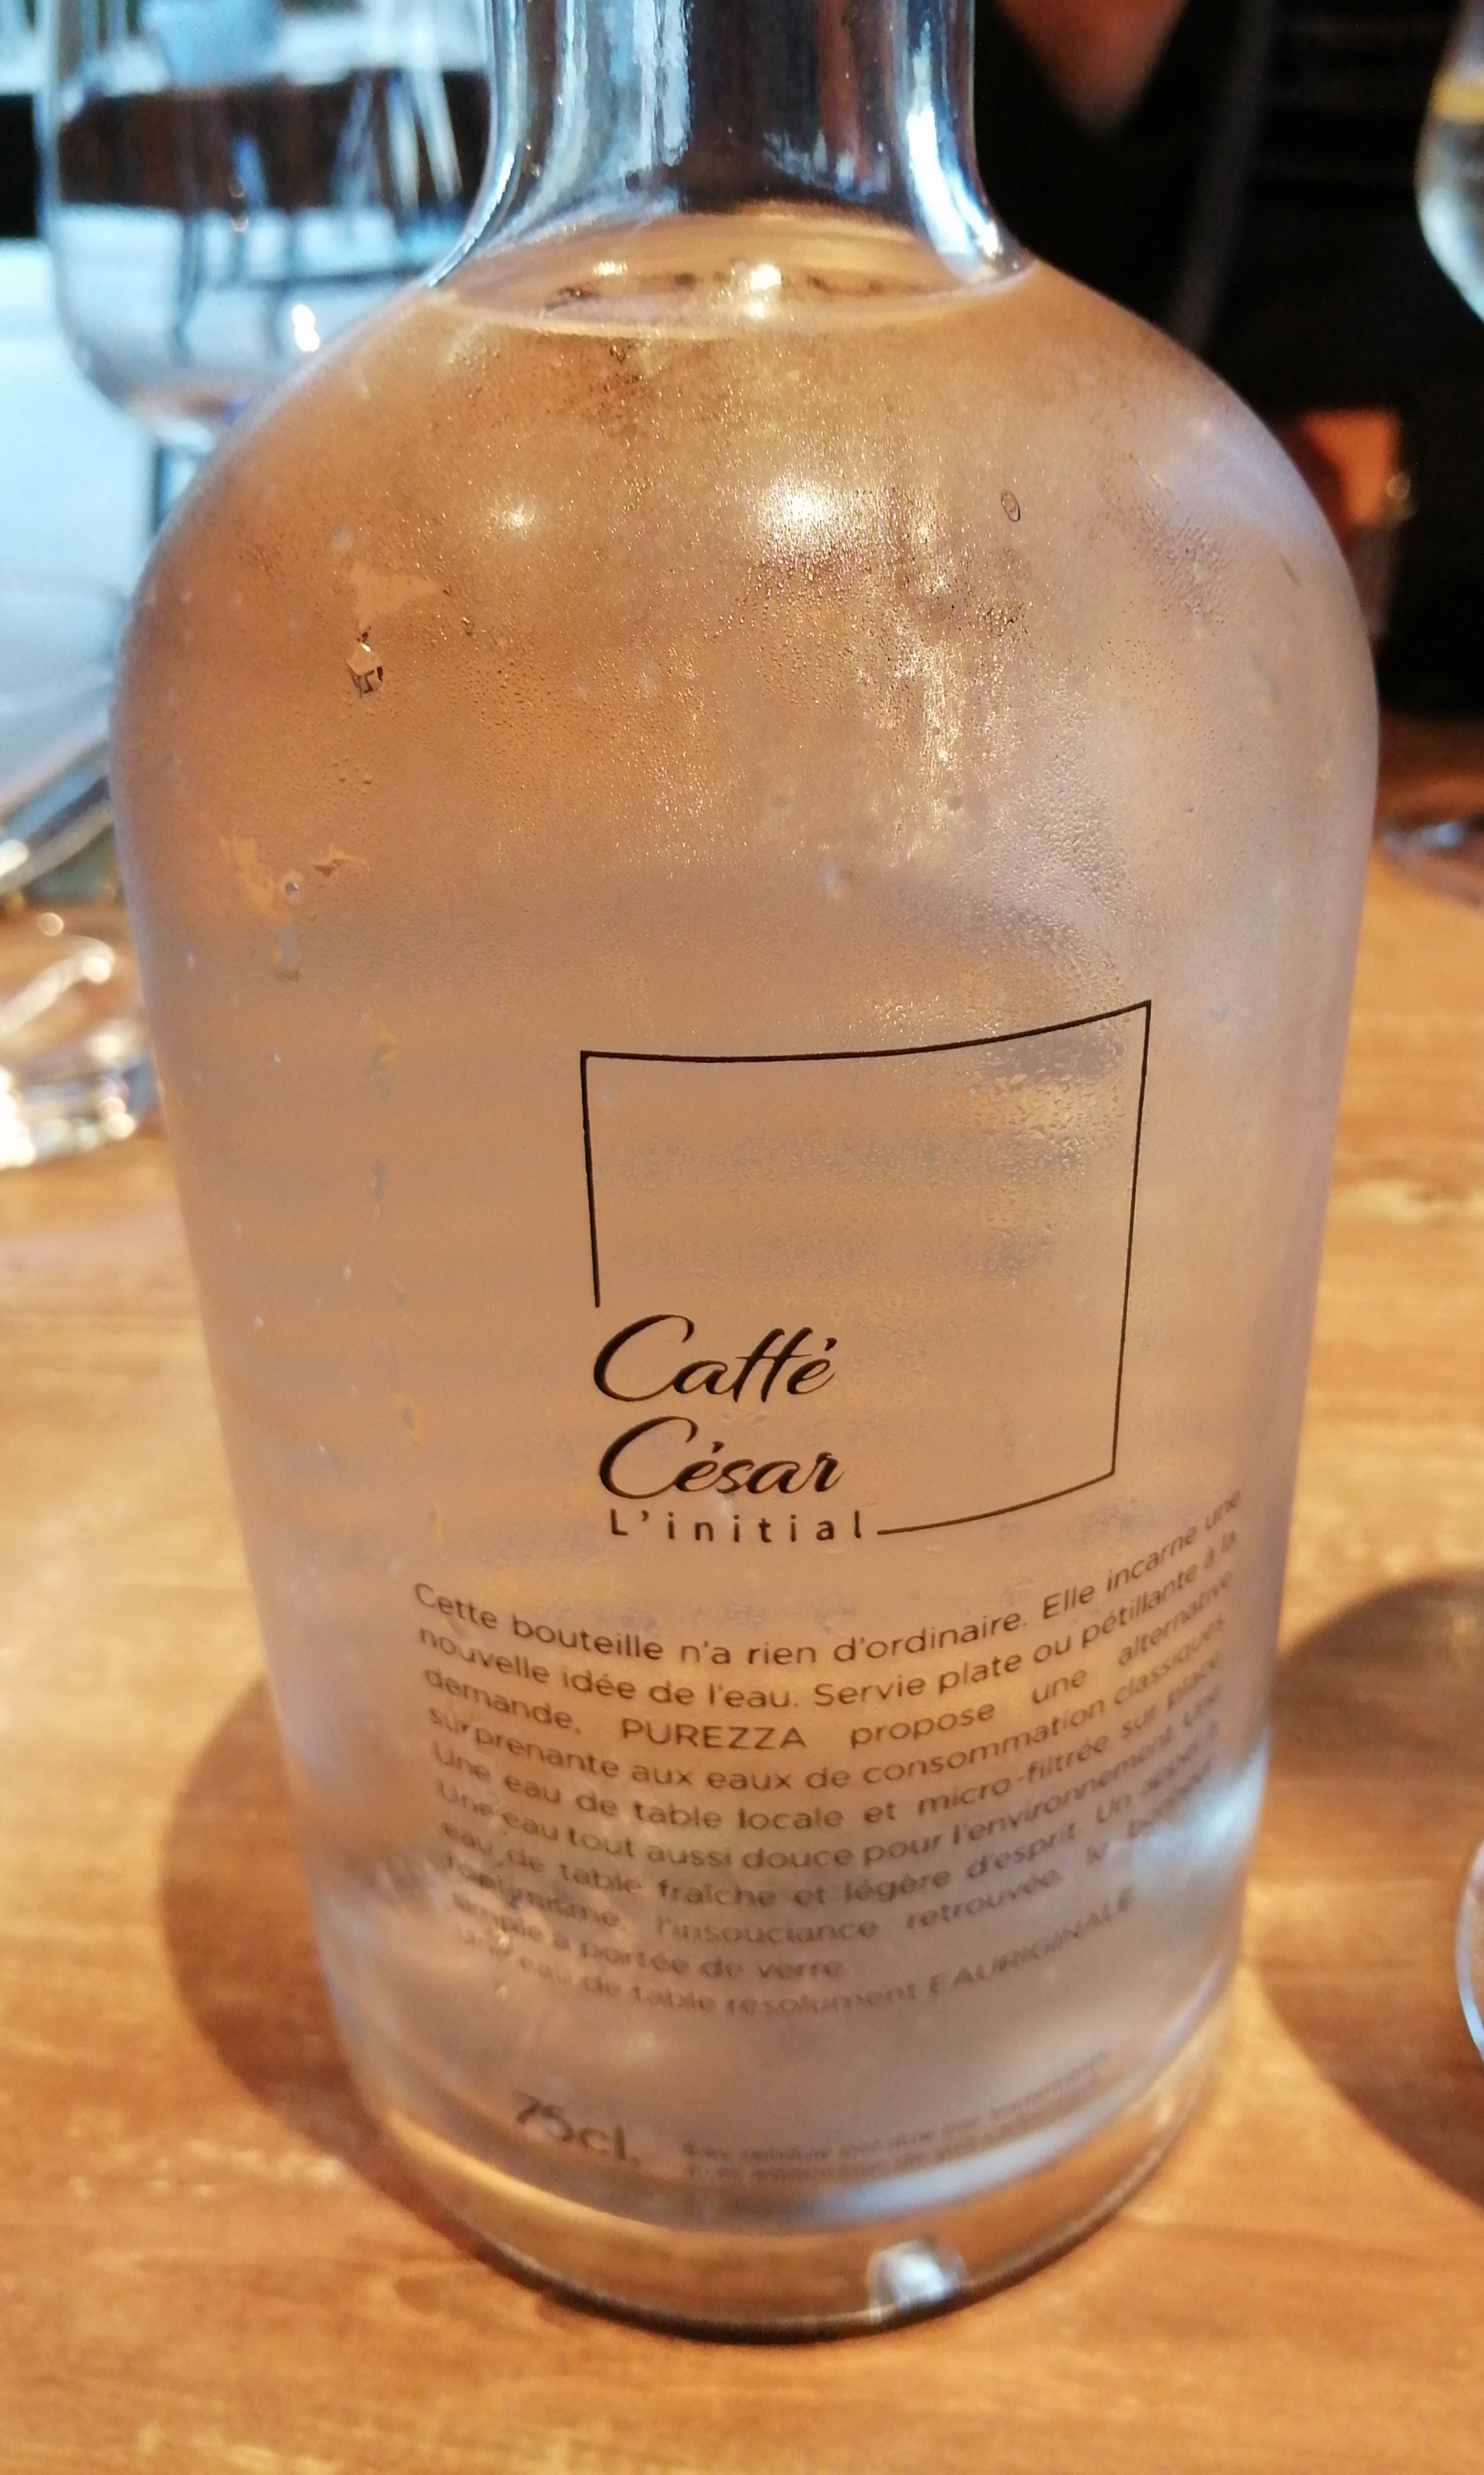 Caffé
César
L'initial
Cette bouteille n'a rien d'ordinaire. Elle incarne une
nouvelle idée de l'eau. Servie plate ou pétillante à la
demande, PUREZZA propose une alternative
surprenante aux eaux de consommation classiques.
Une eau de table locale et micro-filtrée sur place.
Une eau tout aussi douce pour l'environnement. Une
eau de table fraîche et légère d'esprit. Un appel à
l'optimisme, l'insouciance retrouvée, le bonheur
simple à portée de verre.
Une eau de table résolument EAURIGINALE
75cl.